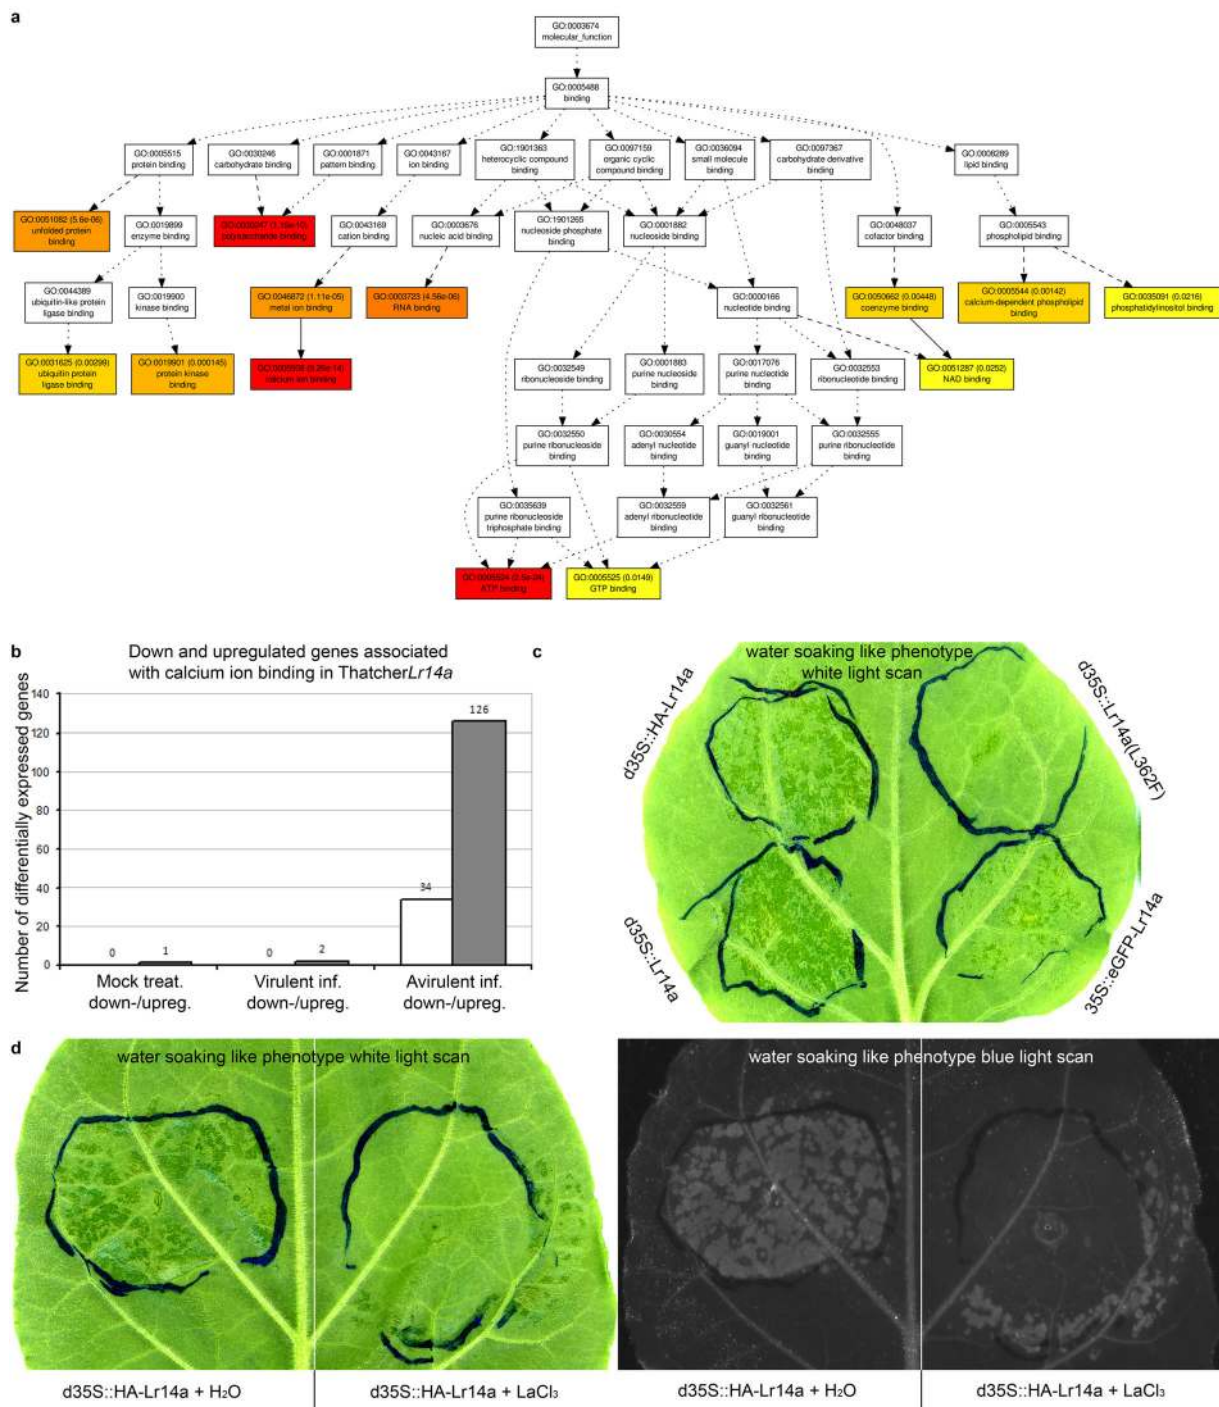 a
GO:0003674
molecular_function
GO:0005488
binding
GO:0005515
protein binding
GO:0030246
carbohydrate binding
GO:0001871
pattern binding
GO:0043167
ion binding
GO:1901363
heterocyclic compound
binding
GO:0097159
organic cyclic
compound binding
GO:0036094
small molecule
binding
GO:0097367
carbohydrate derivative
binding
GO:0008289
lipid binding
GO:0051082 (5.6e-06)
unfolded protein
binding
GO:0019899
enzyme binding
polysaccharide binding
GO:0043169
cation binding
GO:0003676
nucleic acid binding
GO:1901265
nucleoside phosphate
binding
GO:0001882
nucleoside binding
GO:0048037
cofactor binding
GO:0005543
phospholipid binding
GO:0044389
ubiquitin-like protein
ligase binding
GO:0019900
kinase binding
GO:0046872 (1.11e-05)
metal ion binding
GO:0003723 (4.56e-06)
RNA binding
GO:0000166
nucleotide binding
GO:0050662 (0.00448)
coenzyme binding
GO:0005544 (0.00142)
calcium-dependent phospholipid
binding
GO:0035091 (0.0216)
phosphatidylinositol binding
GO:0031625 (0.00299)
ubiquitin protein
ligase binding
GO:0019901 (0.000145)
protein kinase
binding
calcium ion binding
GO:0032549
ribonucleoside binding
GO:0001883
purine nucleoside
binding
GO:0017076
purine nucleotide
binding
GO:0032553
ribonucleotide binding
GO:0051287 (0.0252)
NAD binding
GO:0032550
purine ribonucleoside
binding
GO:0030554
adenyl nucleotide
binding
GO:0019001
guanyl nucleotide
binding
GO:0032555
purine ribonucleotide
binding
GO:0035639
purine ribonucleoside
triphosphate binding
GO:0032559
adenyl ribonucleotide
binding
GO:0032561
guanyl ribonucleotide
binding
ATP binding
GO:0005525 (0.0149)
GTP binding
b
Down and upregulated genes associated
with calcium ion binding in ThatcherLr14a
Number of differentially expressed genes
140
120
100
80
60
40
20
0
0
1
0
2
34
126
Mock treat.
down-/upreg.
Virulent inf.
down-/upreg.
Avirulent inf.
down-/upreg.
c
water soaking like phenotype
white light scan
d35S::HA-Lr14a
d35S::Lr14a(L362F)
d35S::Lr14a
35S::eGFP-Lr14a
d
water soaking like phenotype white light scan
water soaking like phenotype blue light scan
d35S::HA-Lr14a + H₂O
d35S::HA-Lr14a + LaCl₃
d35S::HA-Lr14a + H₂O
d35S::HA-Lr14a + LaCl₃